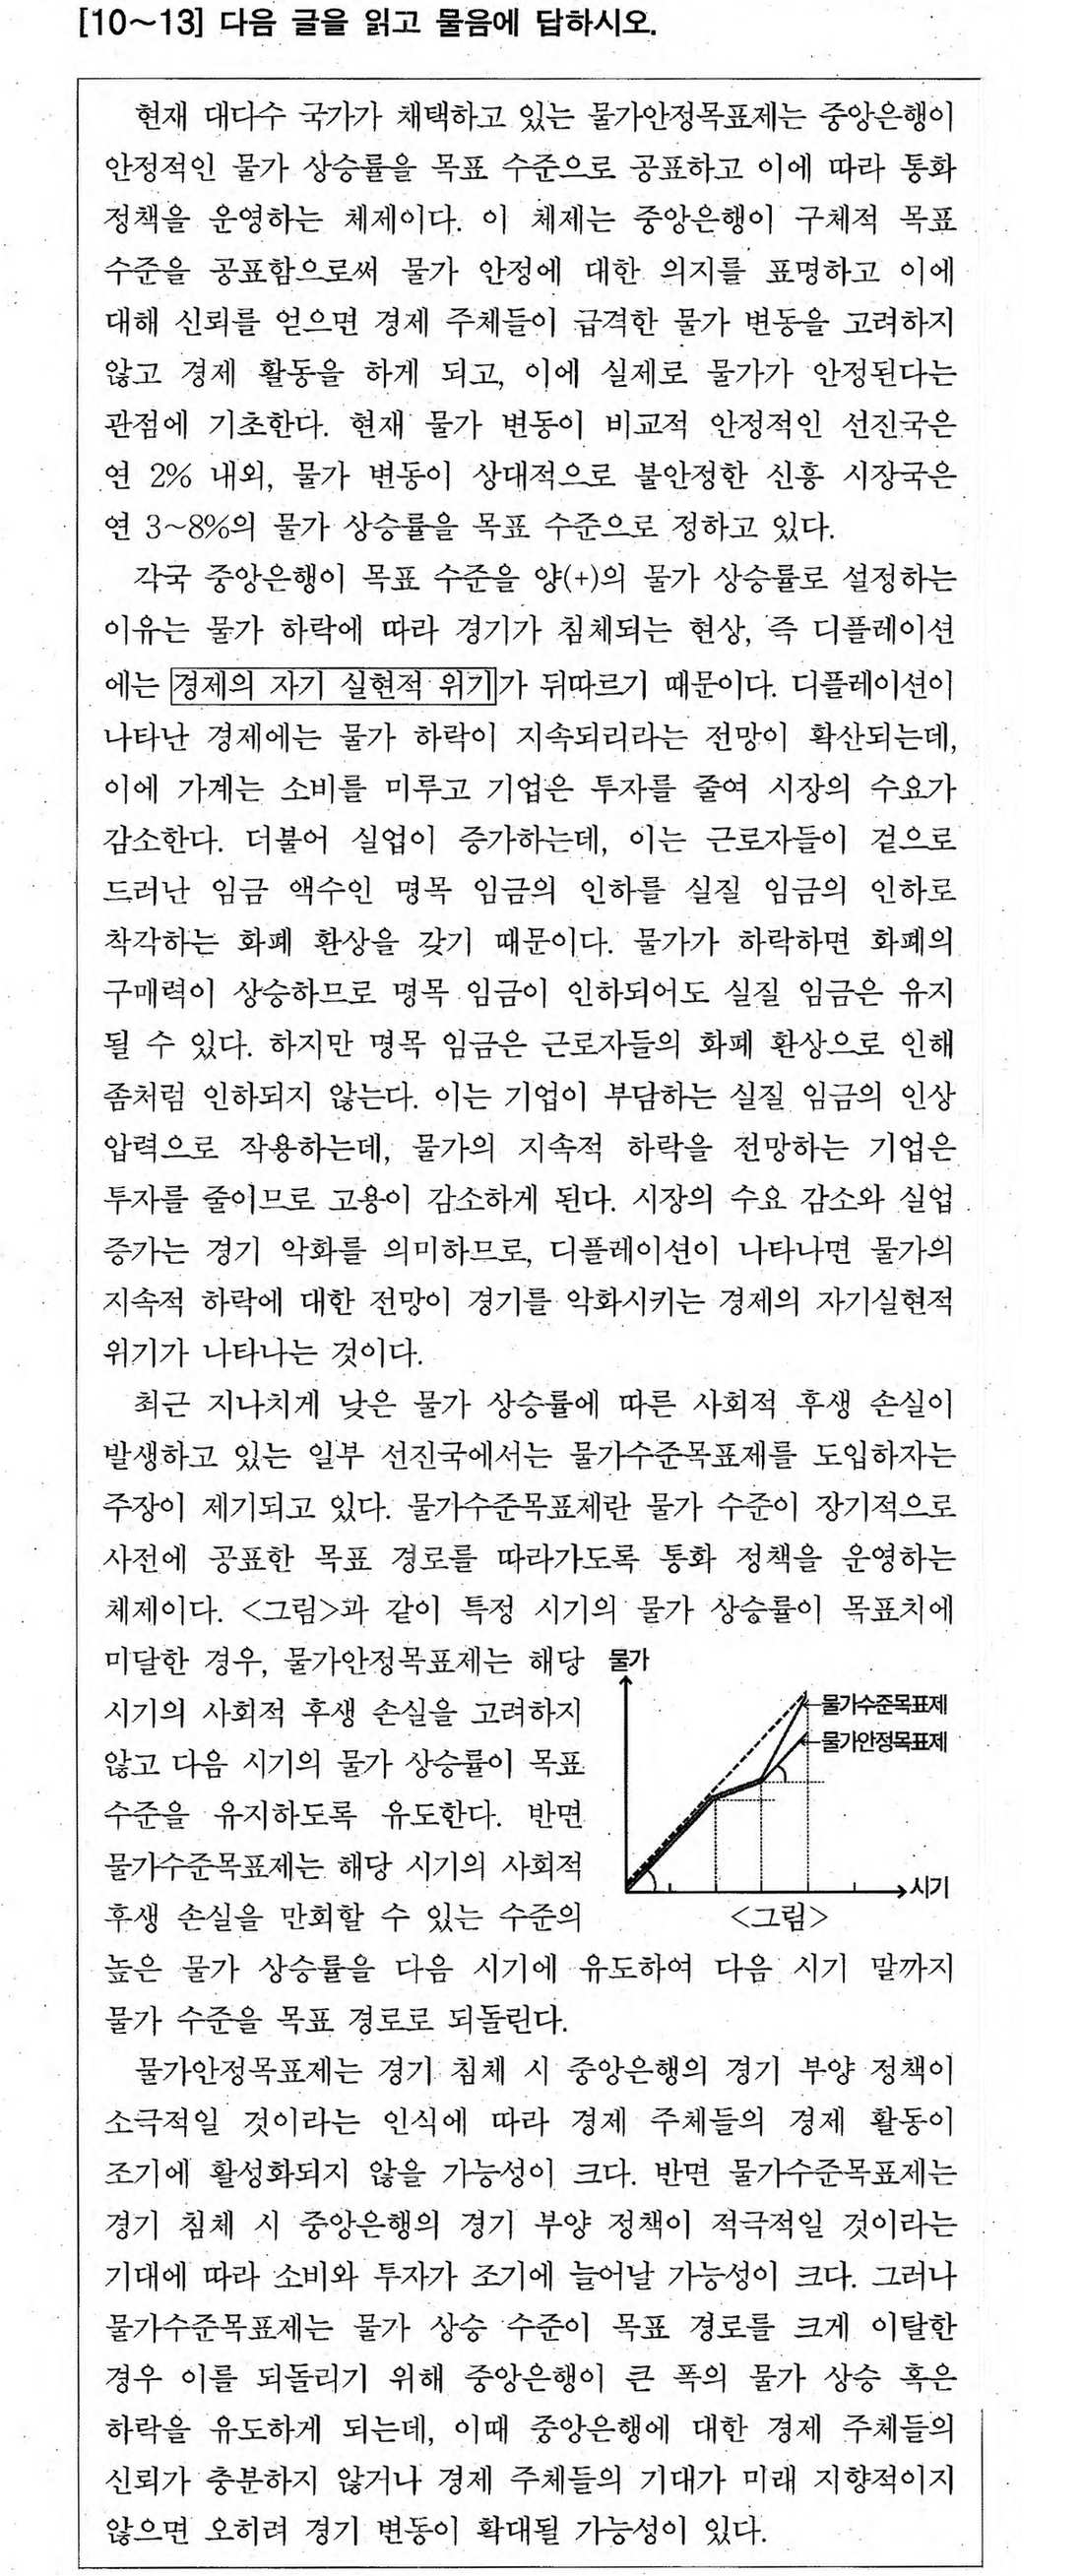 [10~13] 다음 글을 읽고 물음에 답하시오.
현재 대다수 국가가 채택하고 있는 물가안정목표제는 중앙은행이
안정적인 물가 상승률을 목표 수준으로 공표하고 이에 따라 통화
정책을 운영하는 체제이다. 이 체제는 중앙은행이 구체적 목표
수준을 공표함으로써 물가 안정에 대한 의지를 표명하고 이에
대해 신뢰를 얻으면 경제 주체들이 급격한 물가 변동을 고려하지
않고 경제 활동을 하게 되고, 이에 실제로 물가가 안정된다는
관점에 기초한다. 현재 물가 변동이 비교적 안정적인 선진국은
연 2% 내외, 물가 변동이 상대적으로 불안정한 신흥 시장국은
연 3~8%의 물가 상승률을 목표 수준으로 정하고 있다.
각국 중앙은행이 목표 수준을 양(+)의 물가 상승률로 설정하는
이유는 물가 하락에 따라 경기가 침체되는 현상, 즉 디플레이션
에는 경제의 자기 실현적 위기가 뒤따르기 때문이다. 디플레이션이
나타난 경제에는 물가 하락이 지속되리라는 전망이 확산되는데,
이에 가계는 소비를 미루고 기업은 투자를 줄여 시장의 수요가
감소한다. 더불어 실업이 증가하는데, 이는 근로자들이 겉으로
드러난 임금 액수인 명목 임금의 인하를 실질 임금의 인하로
착각하는 화폐 환상을 갖기 때문이다. 물가가 하락하면 화폐의
구매력이 상승하므로 명목 임금이 인하되어도 실질 임금은 유지
될 수 있다. 하지만 명목 임금은 근로자들의 화폐 환상으로 인해
좀처럼 인하되지 않는다. 이는 기업이 부담하는 실질 임금의 인상
압력으로 작용하는데, 물가의 지속적 하락을 전망하는 기업은
투자를 줄이므로 고용이 감소하게 된다. 시장의 수요 감소와 실업
증가는 경기 악화를 의미하므로, 디플레이션이 나타나면 물가의
지속적 하락에 대한 전망이 경기를 악화시키는 경제의 자기실현적
위기가 나타나는 것이다.
최근 지나치게 낮은 물가 상승률에 따른 사회적 후생 손실이
발생하고 있는 일부 선진국에서는 물가수준목표제를 도입하자는
주장이 제기되고 있다. 물가수준목표제란 물가 수준이 장기적으로
사전에 공표한 목표 경로를 따라가도록 통화 정책을 운영하는
체제이다. <그림>과 같이 특정 시기의 물가 상승률이 목표치에
미달한 경우, 물가안정목표제는 해당
시기의 사회적 후생 손실을 고려하지
않고 다음 시기의 물가 상승률이 목표
수준을 유지하도록 유도한다. 반면
물가수준목표제는 해당 시기의 사회적
후생 손실을 만회할 수 있는 수준의
물가
물가수준목표제
물가안정목표제
시기
<그림>
높은 물가 상승률을 다음 시기에 유도하여 다음 시기 말까지
물가 수준을 목표 경로로 되돌린다.
물가안정목표제는 경기 침체 시 중앙은행의 경기 부양 정책이
소극적일 것이라는 인식에 따라 경제 주체들의 경제 활동이
조기에 활성화되지 않을 가능성이 크다. 반면 물가수준목표제는
경기 침체 시 중앙은행의 경기 부양 정책이 적극적일 것이라는
기대에 따라 소비와 투자가 조기에 늘어날 가능성이 크다. 그러나
물가수준목표제는 물가 상승 수준이 목표 경로를 크게 이탈한
경우 이를 되돌리기 위해 중앙은행이 큰 폭의 물가 상승 혹은
하락을 유도하게 되는데, 이때 중앙은행에 대한 경제 주체들의
신뢰가 충분하지 않거나 경제 주체들의 기대가 미래 지향적이지
않으면 오히려 경기 변동이 확대될 가능성이 있다.